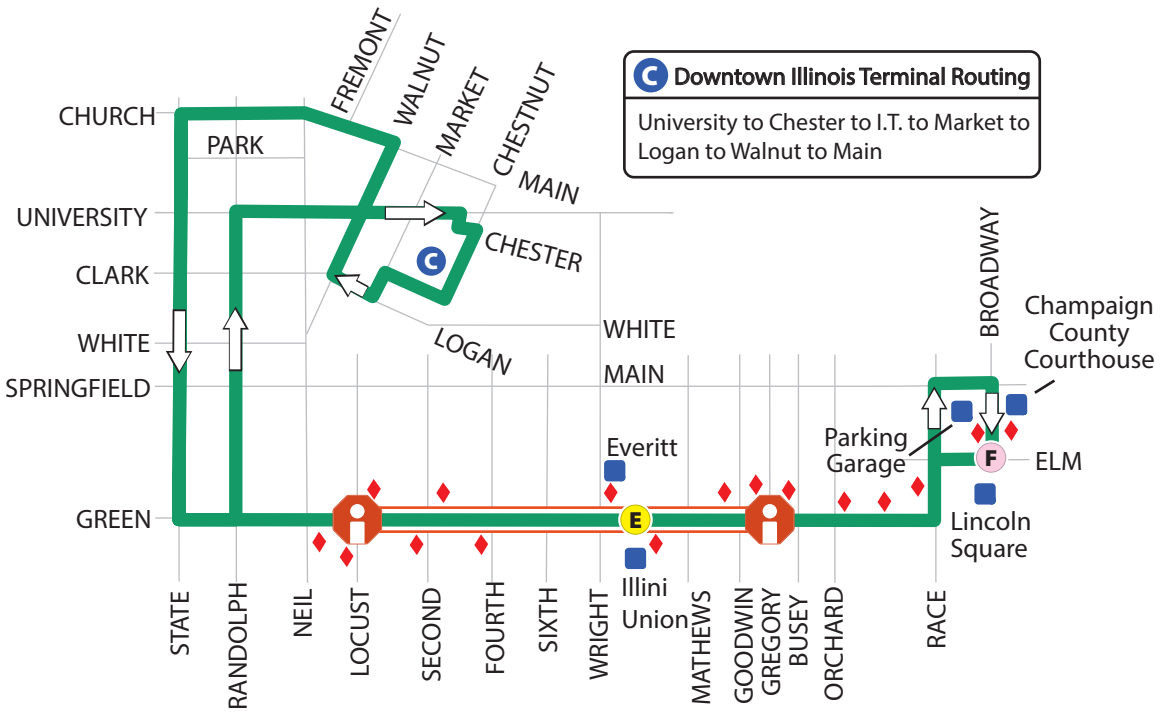 FREMONT
WALNUT
MARKET
CHESTNUT
C Downtown Illinois Terminal Routing
University to Chester to I.T. to Market to
Logan to Walnut to Main
CHURCH
PARK
MAIN
UNIVERSITY
CHESTER
C
CLARK
BROADWAY
Champaign
County
Courthouse
WHITE
LOGAN
WHITE
SPRINGFIELD
MAIN
Everitt
Parking
Garage
F
ELM
GREEN
E
Lincoln
Square
Illini
Union
STATE
RANDOLPH
NEIL
LOCUST
SECOND
FOURTH
SIXTH
WRIGHT
MATHEWS
GOODWIN
GREGORY
BUSEY
ORCHARD
RACE